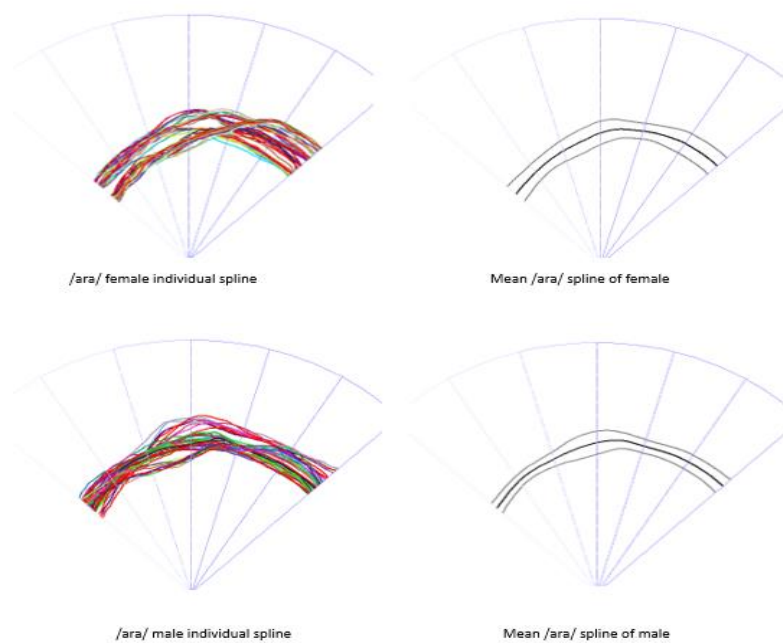 /ara/ female individual spline
Mean /ara/ spline of female
/ara/ male individual spline
Mean /ara/ spline of male